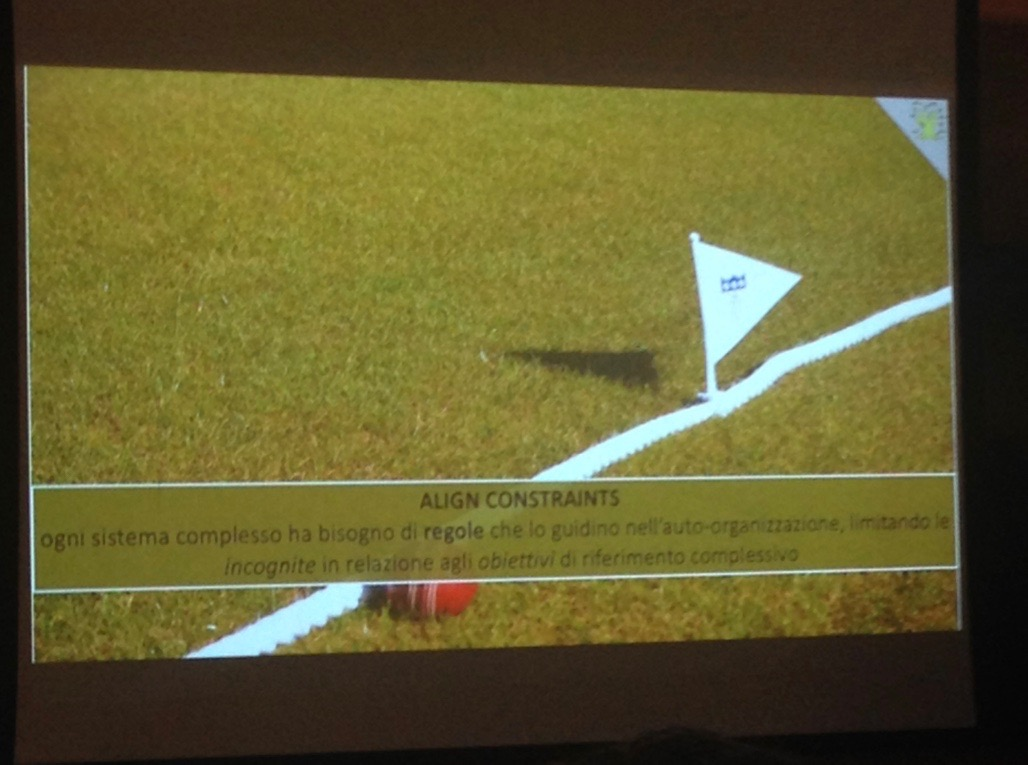 ALIGN CONSTRAINTS
ogni sistema complesso ha bisogno di regole che lo guidino nell'auto-organizzazione, limitando le
incognite in relazione agli obiettivi di riferimento complessivo